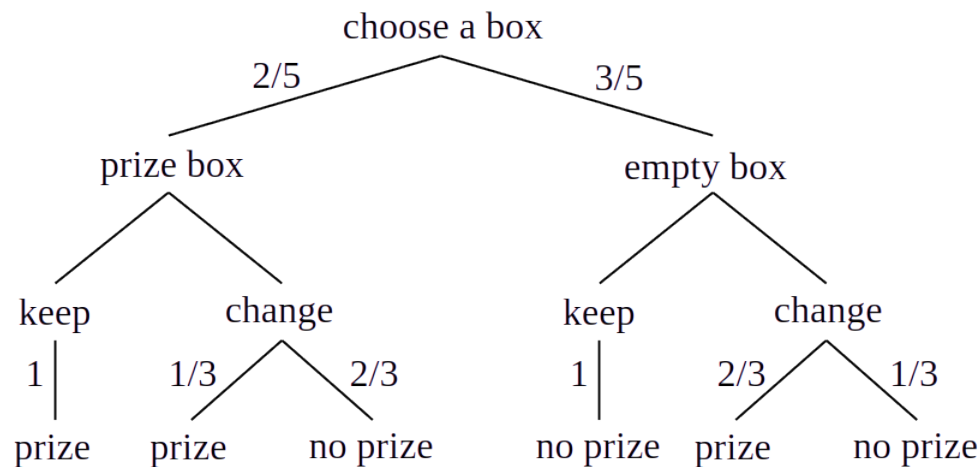 choose a box
2/5 3/5
prize box empty box
keep change keep change
1 1/3 2/3 1 2/3 1/3
prize prize no prize no prize prize no prize